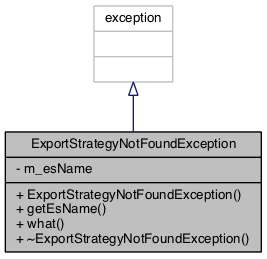 exception
ExportStrategyNotFoundException
- m_esName
+ ExportStrategyNotFoundException()
+ getEsName()
+ what()
+ ~ExportStrategyNotFoundException()